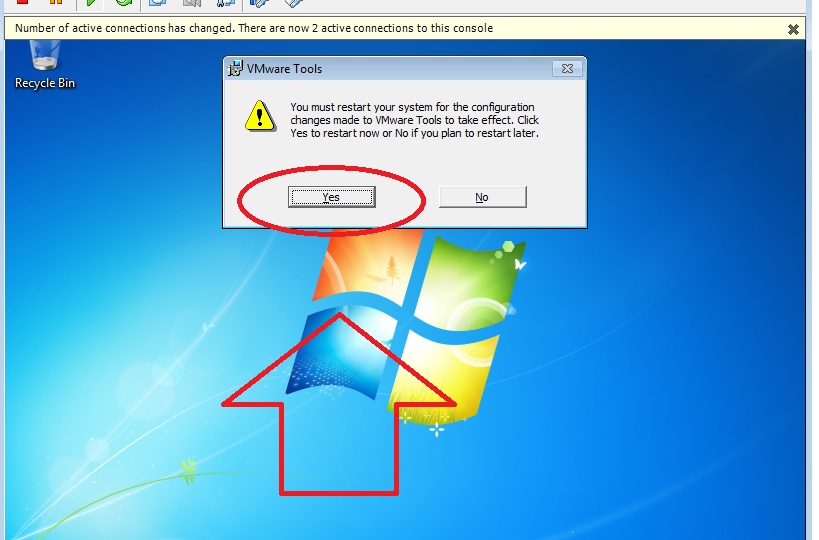 Number of active connections has changed. There are now 2 active connections to this console
Recycle Bin
VMware Tools
You must restart your system for the configuration
changes made to VMware Tools to take effect. Click
Yes to restart now or No if you plan to restart later.
Yes
No